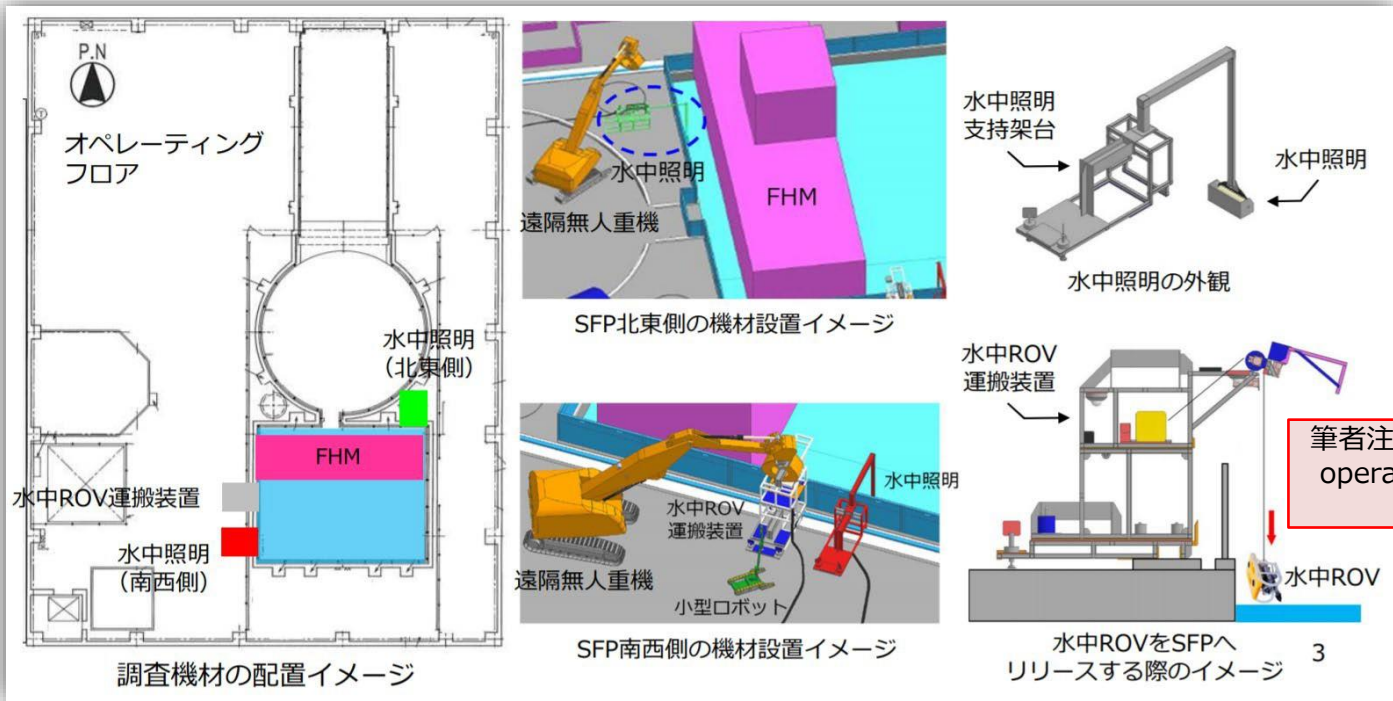 P.N
オペレーティング
フロア
水中照明
（北東側）
FHM
水中ROV運搬装置
水中照明
（南西側）
調査機材の配置イメージ
水中照明
遠隔無人重機
FHM
SFP北東側の機材設置イメージ
水中照明
水中ROV
運搬装置
遠隔無人重機
小型ロボット
SFP南西側の機材設置イメージ
水中照明
支持架台
水中照明
水中照明の外観
水中ROV
運搬装置
筆者注
opera
水中ROV
水中ROVをSFPへ
リリースする際のイメージ
3